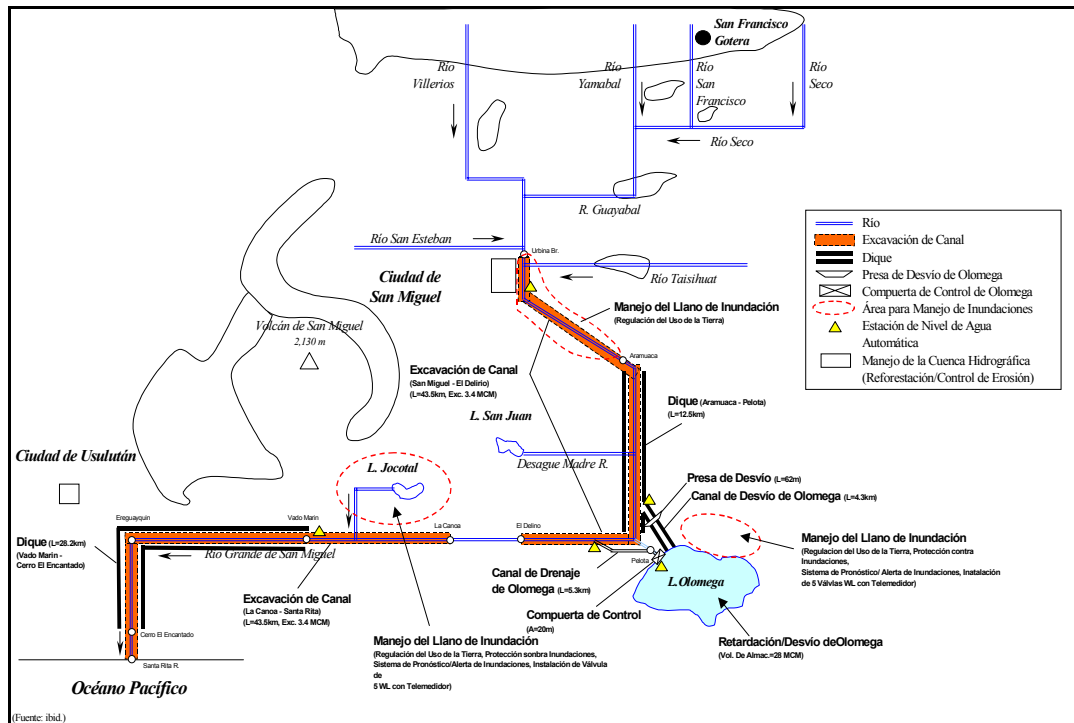 San Francisco
Gotera
Río
Villerios
Río
Yamabal
Río
San
Francisco
Río
Seco
Río Seco
R. Guayabal
Río San Esteban
Urbina Br.
Río Taisihuat
Ciudad de
San Miguel
Manejo del Llano de Inundación
(Regulación del Uso de la Tierra)
Volcán de San Miguel
2,130 m
Aramuaca
Excavación de Canal
(San Miguel - El Delirio)
(L=43.5km, Exc. 3.4 MCM)
Dique (Aramuaca - Pelota)
(L=12.5km)
L. San Juan
Desague Madre R.
Ciudad de Usulután
L. Jocotal
Presa de Desvío (L=62m)
Canal de Desvío de Olomega (L=4.3km)
Ereguayquin
Vado Marin
La Canoa
El Delino
Dique (L=28.2km)
(Vado Marin -
Cerro El Encantado)
Río Grande de San Miguel
Manejo del Llano de Inundación
(Regulacion del Uso de la Tierra, Protección contra
Inundaciones,
Sistema de Pronóstico/ Alerta de Inundaciones, Instalación
de 5 Válvas WL con Telemedidor)
Pelota
Canal de Drenaje
de Olomega (L=5.3km)
L.Olomega
Excavación de Canal
(La Canoa - Santa Rita)
(L=43.5km, Exc. 3.4 MCM)
Compuerta de Control
(A=20m)
Cerro El Encantado
Manejo del Llano de Inundación
(Regulación del Uso de la Tierra, Protección sonbra Inundaciones,
Sistema de Pronóstico/Alerta de Inundaciones, Instalación de Válvula
de
5 WL con Telemedidor)
Retardación/Desvío deOlomega
(Vol. De Almac.=28 MCM)
Santa Rita R.
Océano Pacífico
(Fuente: ibid.)
Río
Excavación de Canal
Dique
Presa de Desvío de Olomega
Compuerta de Control de Olomega
Área para Manejo de Inundaciones
Estación de Nivel de Agua
Automática
Manejo de la Cuenca Hidrográfica
(Reforestación/Control de Erosión)